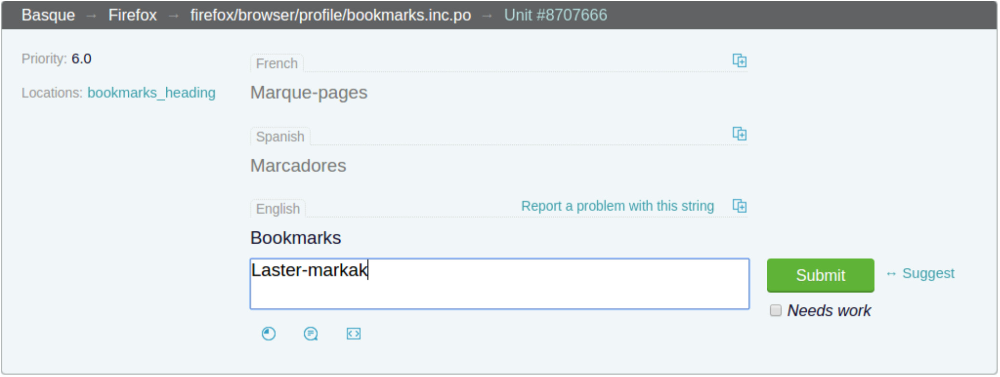 Basque → Firefox → firefox/browser/profile/bookmarks.inc.po → Unit #8707666
Priority: 6.0
Locations: bookmarks_heading
French
Marque-pages
Spanish
Marcadores
English
Report a problem with this string
Bookmarks
Laster-markak
Submit
↔ Suggest
Needs work